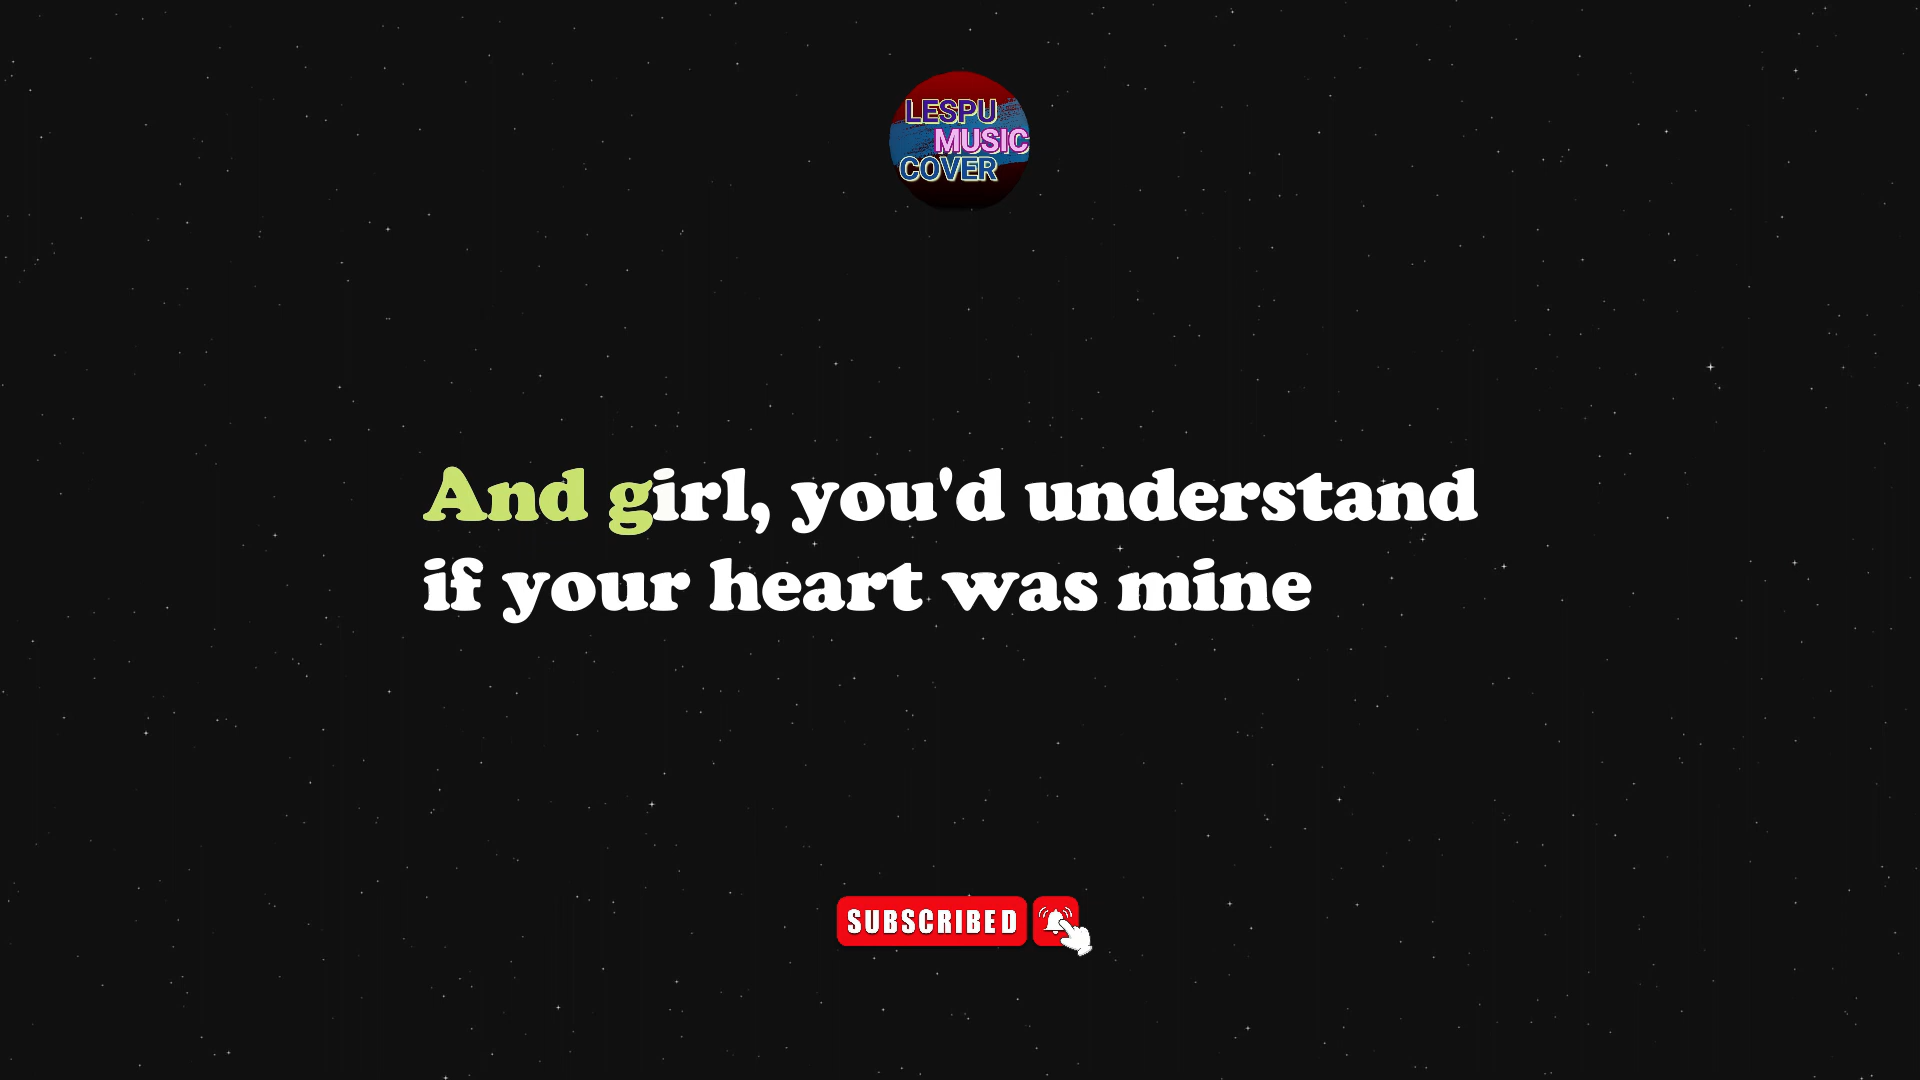 LESPU
MUSIC
COVER
And girl, you'd understand
if your heart was mine
SUBSCRIBED